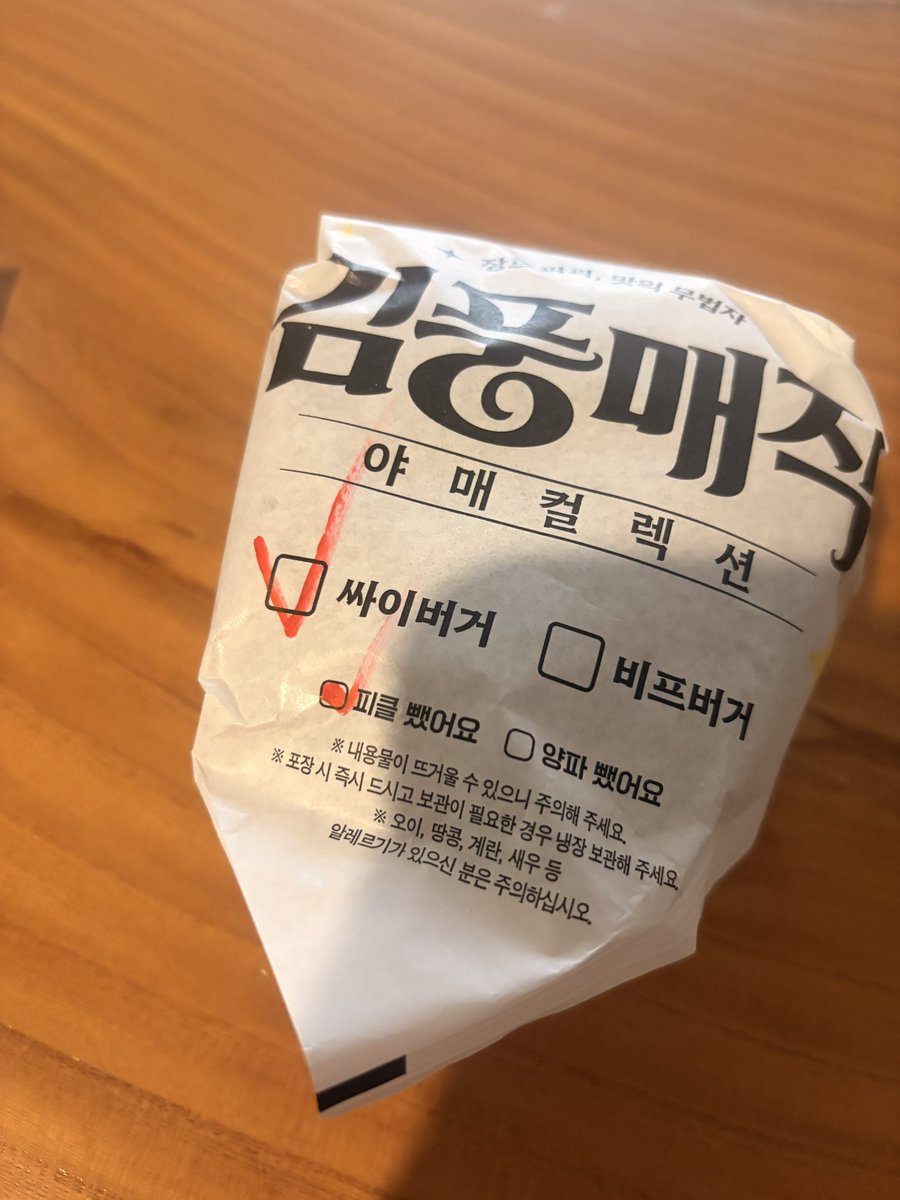 장르 파괴, 맛의 무법자
김풍매직
야매컬렉션
싸이버거 비프버거
피클 뺐어요 양파 뺐어요
※ 내용물이 뜨거울 수 있으니 주의해 주세요.
※ 포장 시 즉시 드시고 보관이 필요한 경우 냉장 보관해 주세요.
※ 오이, 땅콩, 계란, 새우 등
알레르기가 있으신 분은 주의하십시오.